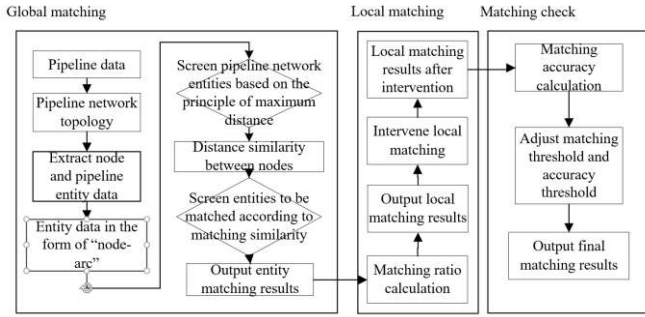 Global matching
Pipeline data
Pipeline network
topology
Extract node
and pipeline
entity data
Entity data in the
form of “node-
arc”
Screen pipeline network
entities based on the
principle of maximum
distance
Distance similarity
between nodes
Screen entities to be
matched according to
matching similarity
Output entity
matching results
Local matching
Local matching
results after
intervention
Intervene local
matching
Output local
matching results
Matching ratio
calculation
Matching check
Matching
accuracy
calculation
Adjust matching
threshold and
accuracy
threshold
Output final
matching results